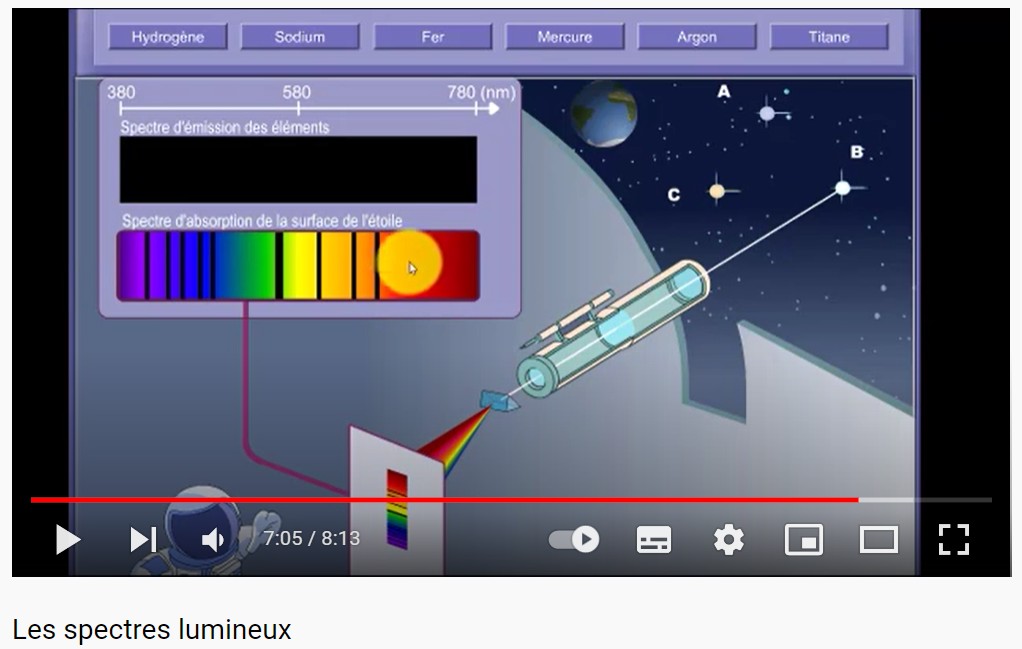 Hydrogène Sodium Fer Mercure Argon Titane
380 580 780 (nm)
Spectre d'émission des éléments
Spectre d'absorption de la surface de l'étoile
A
B
C
7:05 / 8:13
Les spectres lumineux